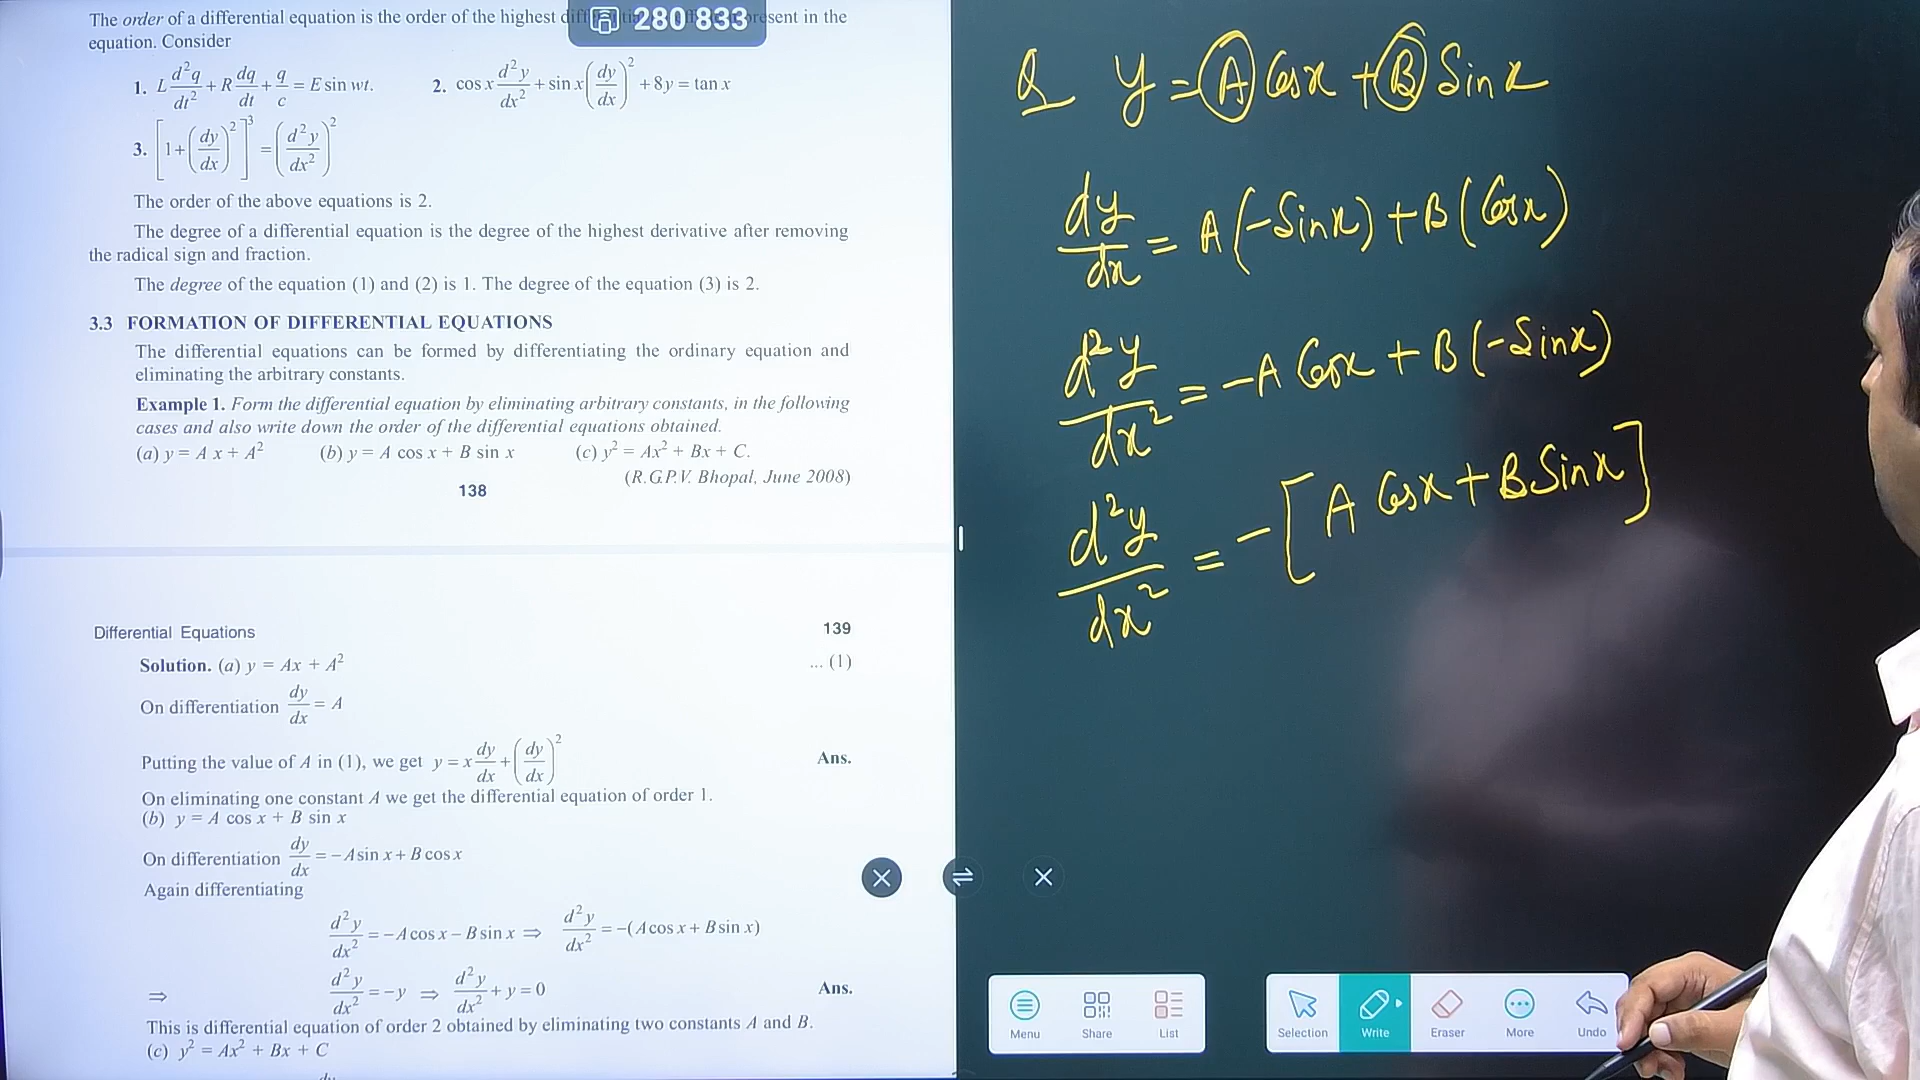 The order of a differential equation is the order of the highest present in the
280 833
equation. Consider
1. L d²q/dt² + R dq/dt + q/c = E sin wt.
2. cos x d²y/dx² + sin x (dy/dx)² + 8y = tan x
3. [1+(dy/dx)²]³ = (d²y/dx²)²
The order of the above equations is 2.
The degree of a differential equation is the degree of the highest derivative after removing
the radical sign and fraction.
The degree of the equation (1) and (2) is 1. The degree of the equation (3) is 2.
3.3 FORMATION OF DIFFERENTIAL EQUATIONS
The differential equations can be formed by differentiating the ordinary equation and
eliminating the arbitrary constants.
Example 1. Form the differential equation by eliminating arbitrary constants, in the following
cases and also write down the order of the differential equations obtained.
(a) y = A x + A² (b) y = A cos x + B sin x (c) y² = Ax² + Bx + C.
(R.G.P.V. Bhopal, June 2008)
138
Differential Equations 139
Solution. (a) y = Ax + A² ... (1)
On differentiation dy/dx = A
Putting the value of A in (1), we get y = x dy/dx + (dy/dx)² Ans.
On eliminating one constant A we get the differential equation of order 1.
(b) y = A cos x + B sin x
On differentiation dy/dx = – A sin x + B cos x
Again differentiating
d²y/dx² = – A cos x – B sin x ⇒ d²y/dx² = –(A cos x + B sin x)
⇒ d²y/dx² = –y ⇒ d²y/dx² + y = 0 Ans.
This is differential equation of order 2 obtained by eliminating two constants A and B.
(c) y² = Ax² + Bx + C
Q y = A Cosx + B Sinx
dy/dx = A(-Sinx) + B(Cosx)
d²y/dx² = -A Cosx + B(-Sinx)
d²y/dx² = -[A Cosx + B Sinx]
Menu Share List
Selection Write Eraser More Undo